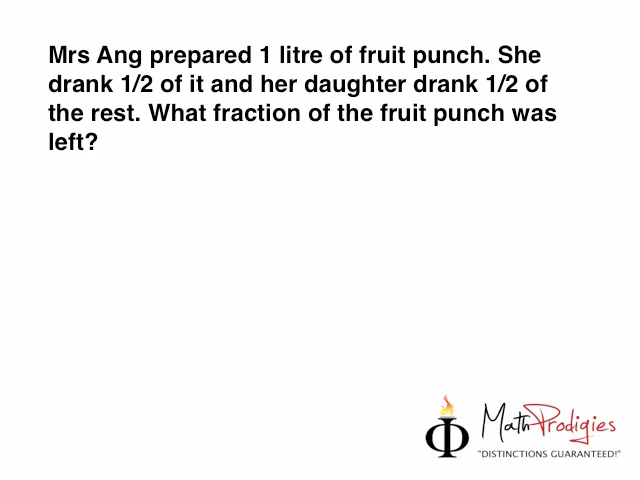 Mrs Ang prepared 1 litre of fruit punch. She
drank 1/2 of it and her daughter drank 1/2 of
the rest. What fraction of the fruit punch was
left?
Φ MathProdigies
"DISTINCTIONS GUARANTEED!"